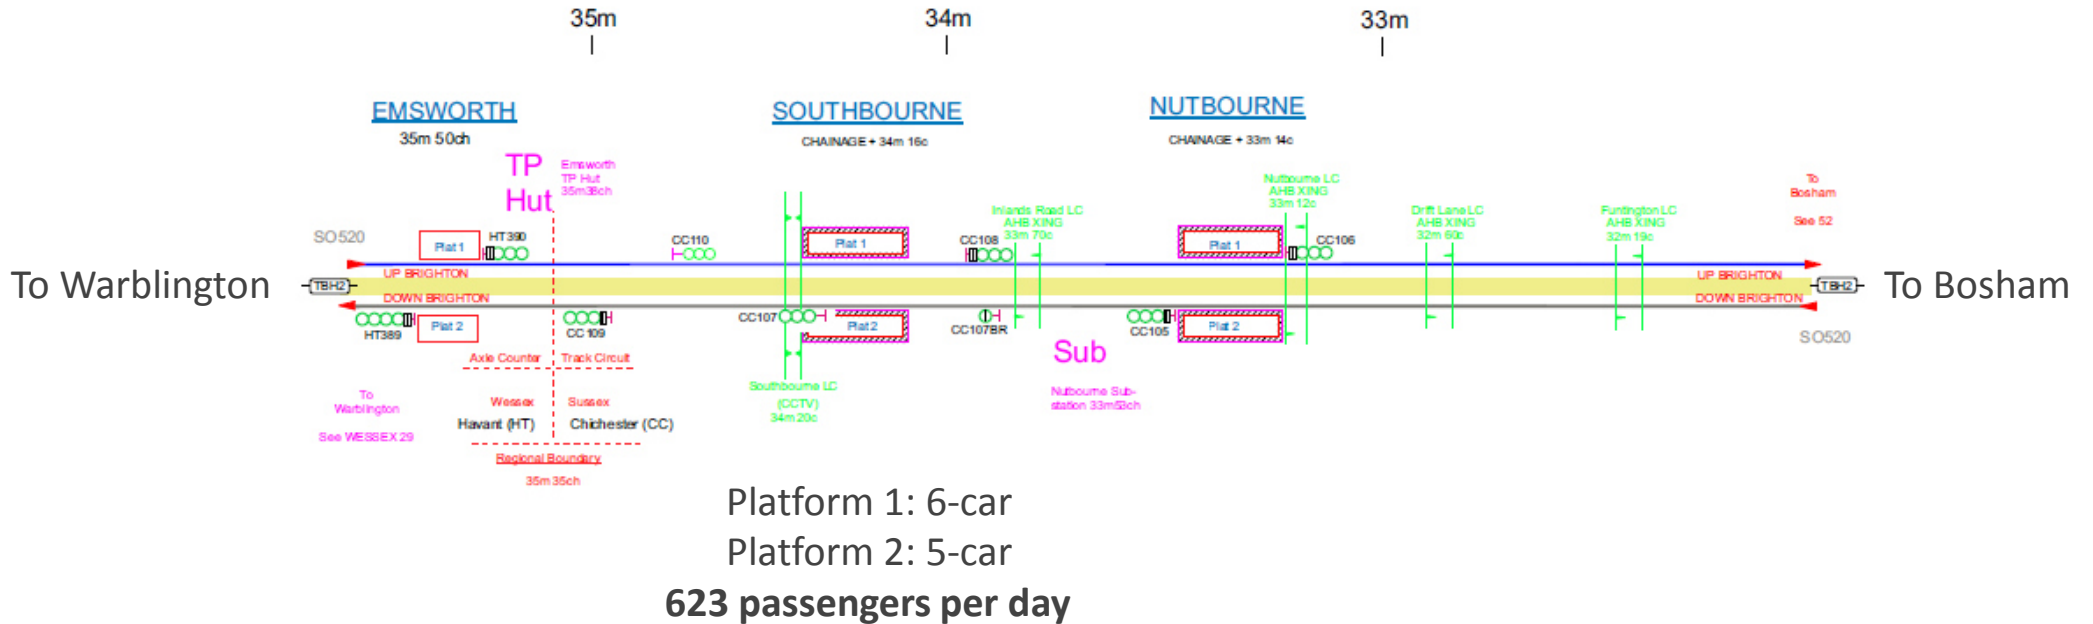 35m 34m 33m
EMSWORTH
35m 50ch
SOUTHBOURNE
CHAINAGE + 34m 16c
NUTBOURNE
CHAINAGE + 33m 14c
TP
Hut
Emsworth
TP Hut
35m38ch
Nutbourne LC
AHB XING
33m 12c
To
Bosham
See 52
Inlands Road LC
AHB XING
33m 70c
Drift Lane LC
AHB XING
32m 60c
Funtington LC
AHB XING
32m 19c
SO520
Plat 1
HT390
CC110
Plat 1
CC108
Plat 1
CC106
To Warblington
TBH2
UP BRIGHTON
DOWN BRIGHTON
UP BRIGHTON
DOWN BRIGHTON
TBH2
To Bosham
HT389
Plat 2
CC109
CC107
Plat2
CC107BR
CC105
Plat 2
SO520
Axle Counter
Track Circuit
Sub
Nutbourne Sub-
station 33m53ch
Southbourne LC
(CCTV)
34m20c
To
Warblington
See WESSEX 29
Wessex
Sussex
Havant (HT)
Chichester (CC)
Regional Boundary
35m 35ch
Platform 1: 6-car
Platform 2: 5-car
623 passengers per day